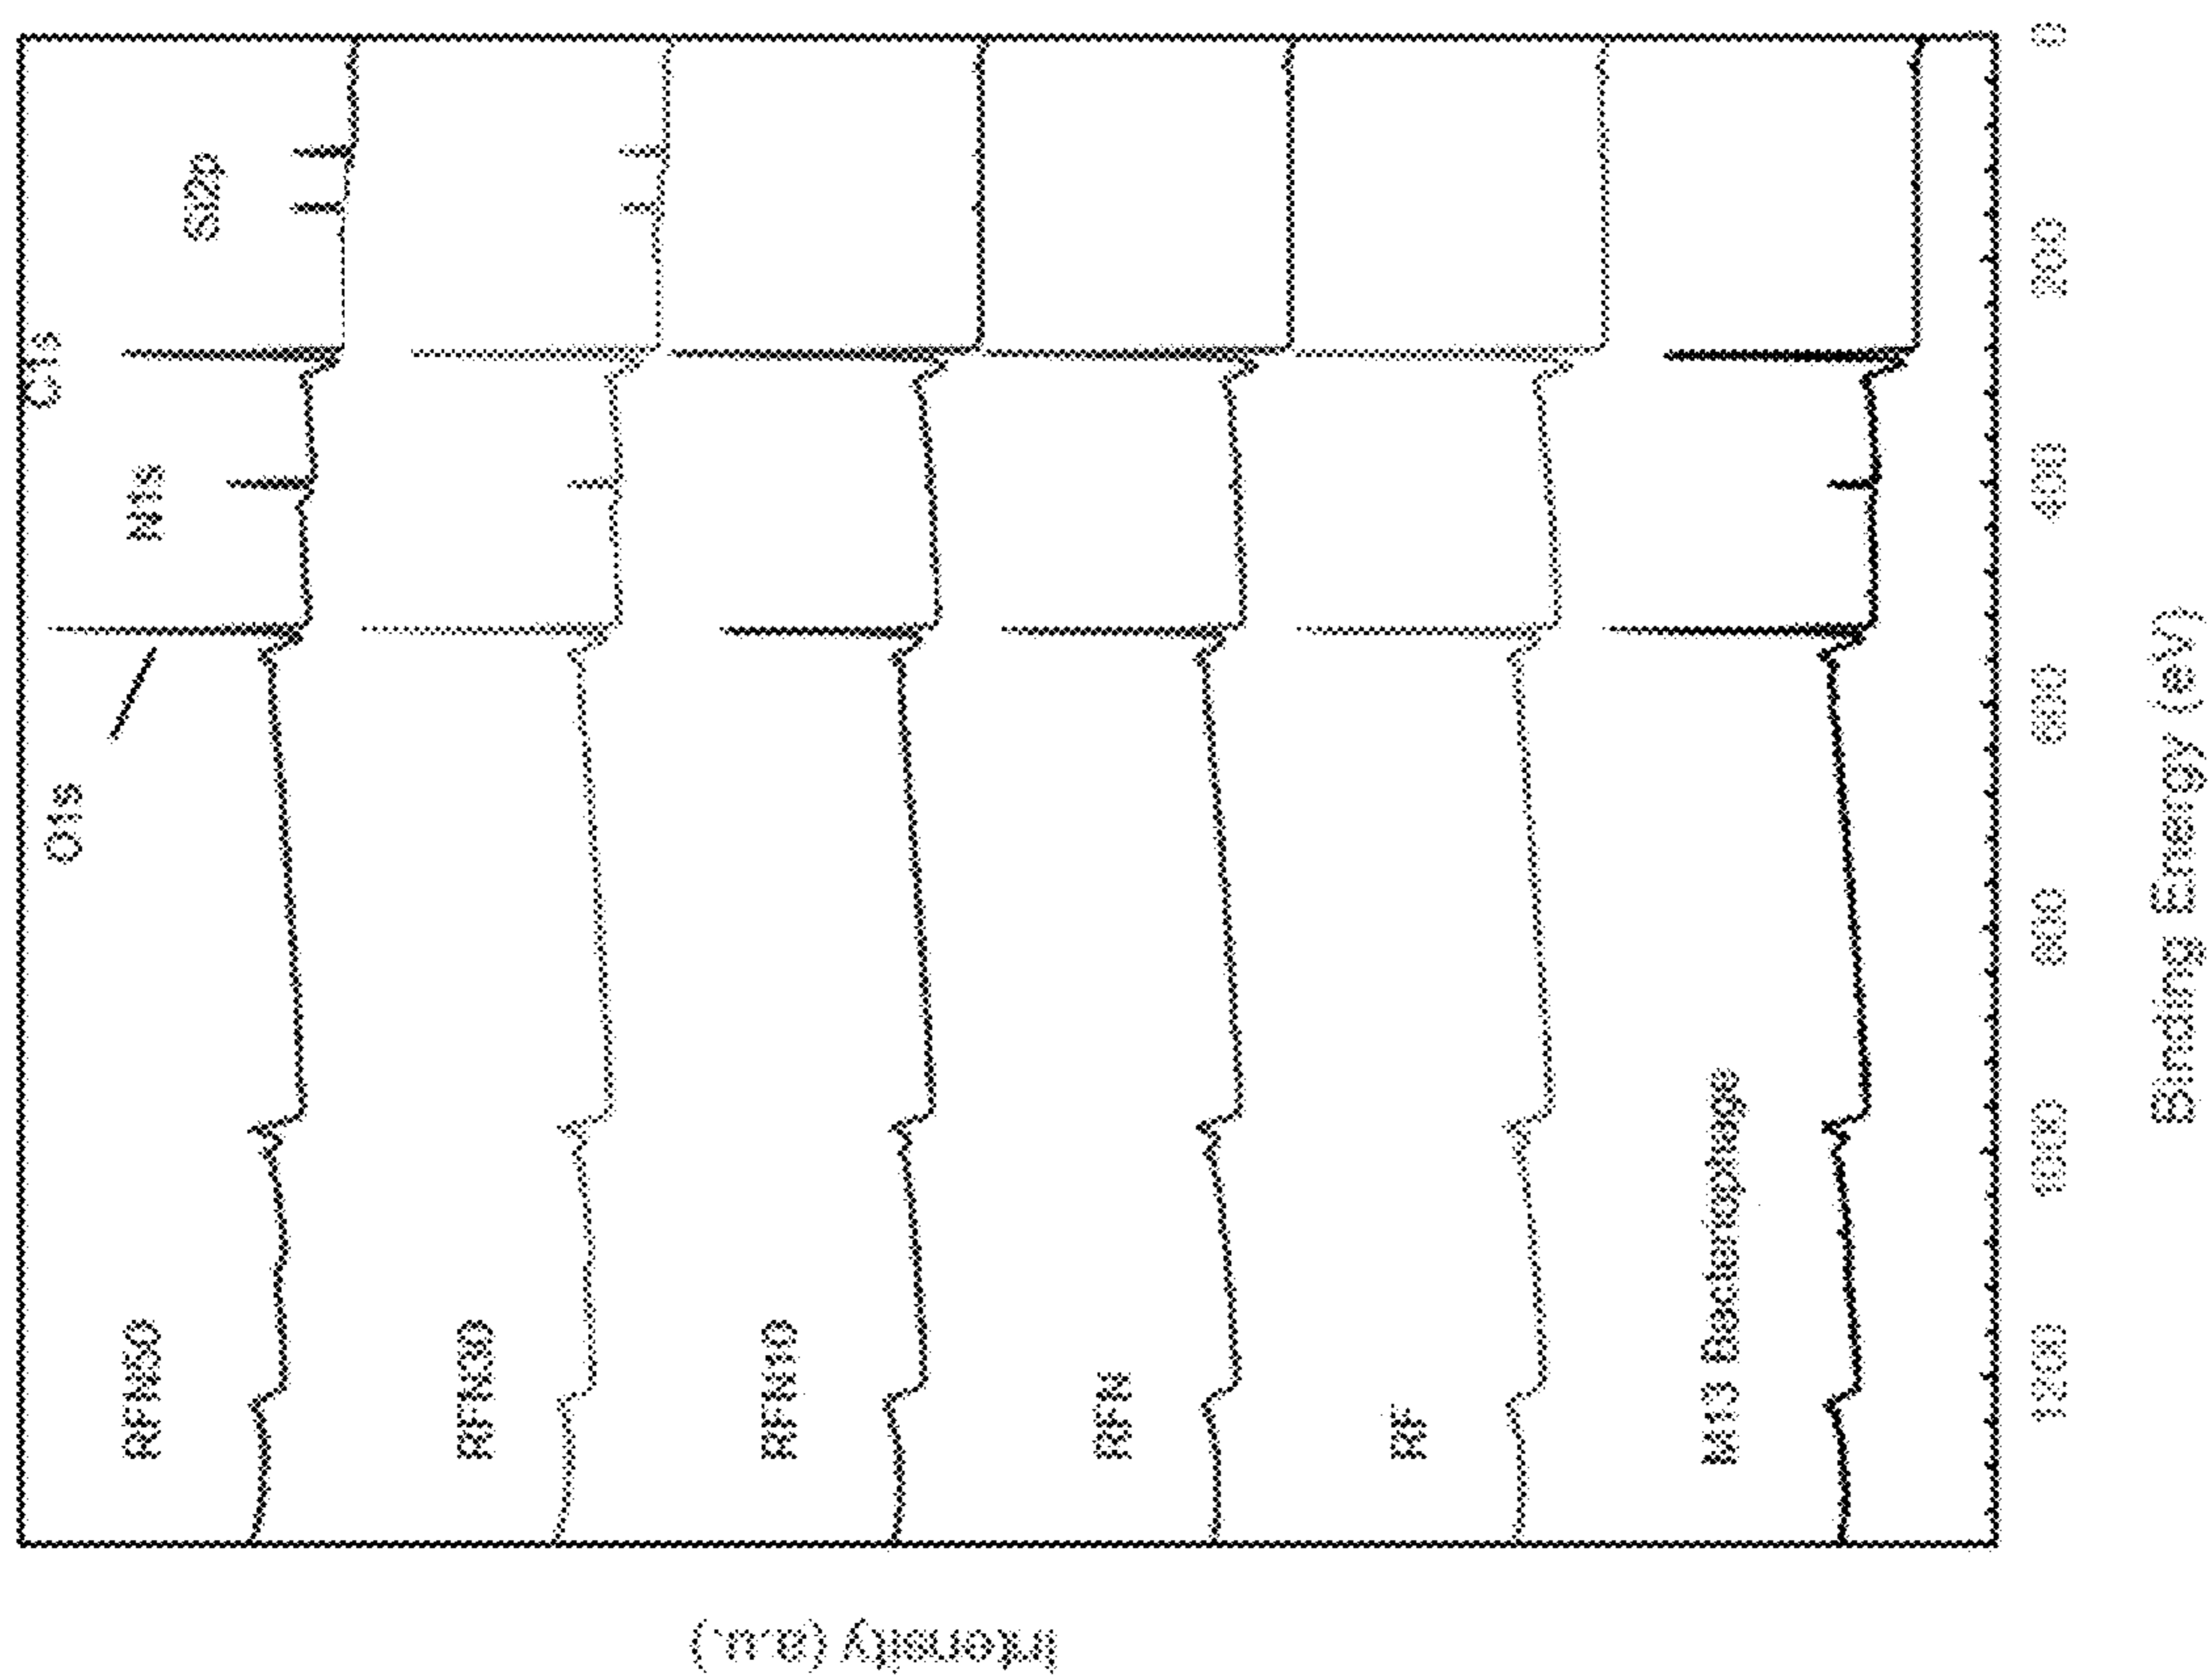 C1s
O1s
N1s
Si2p
RFN50
RFN30
RFN10
RFN
RF
M13 Bacteriophage
1200 1000 800 600 400 200 0
Binding Energy (eV)
Intensity (a.u.)